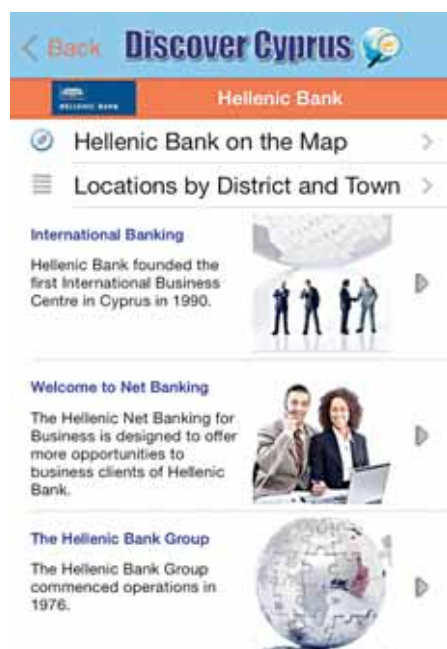 Back
Discover Cyprus
HELLENIC BANK
Hellenic Bank
Hellenic Bank on the Map
Locations by District and Town
International Banking
Hellenic Bank founded the
first International Business
Centre in Cyprus in 1990.
Welcome to Net Banking
The Hellenic Net Banking for
Business is designed to offer
more opportunities to
business clients of Hellenic
Bank.
The Hellenic Bank Group
The Hellenic Bank Group
commenced operations in
1976.